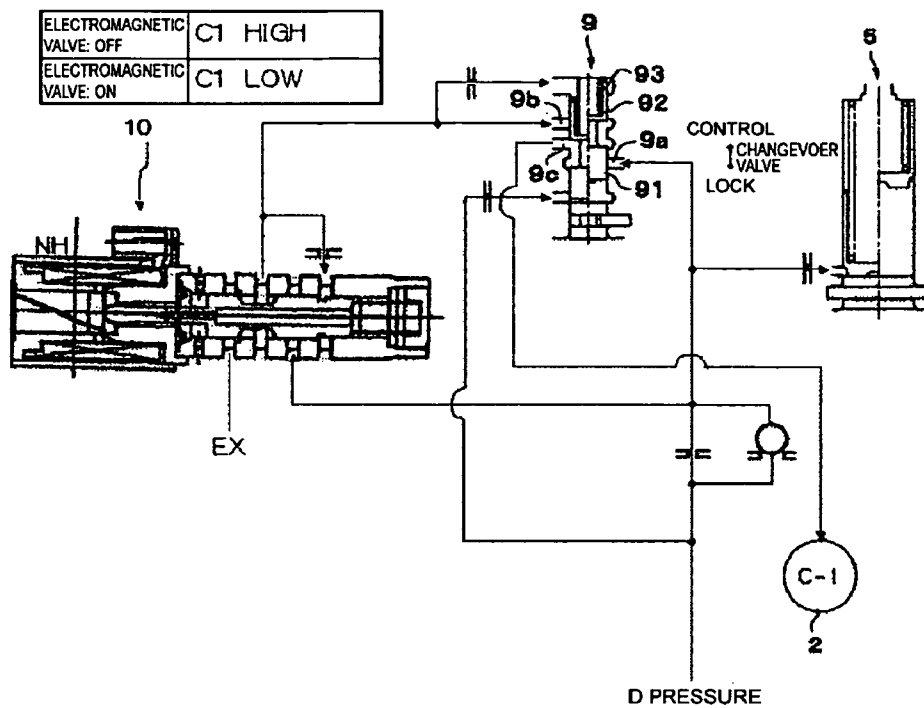 ELECTROMAGNETIC
VALVE: OFF
C1 HIGH
ELECTROMAGNETIC
VALVE: ON
C1 LOW
10
NH
EX
9
93
92
9b
9a
9c
91
5
CONTROL
CHANGEVOER
VALVE
LOCK
C-1
2
D PRESSURE